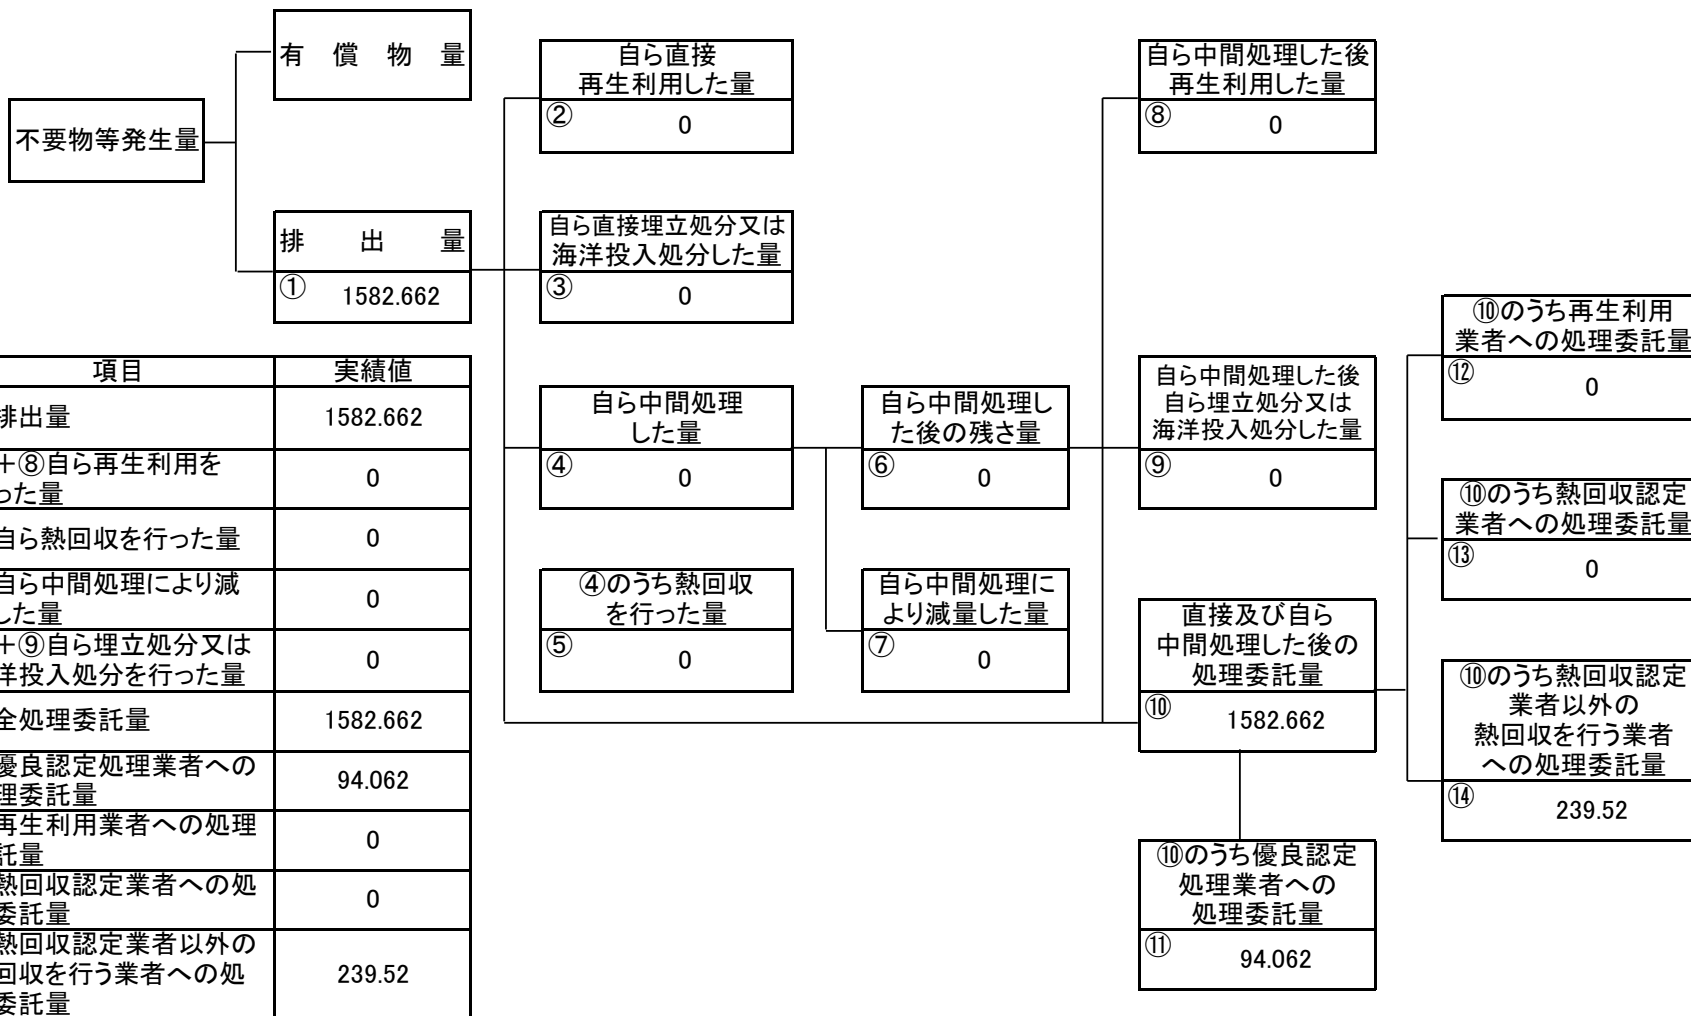 有償物量
不要物等発生量
排出量
① 1582.662
自ら直接
再生利用した量
② 0
自ら直接埋立処分又は
海洋投入処分した量
③ 0
自ら中間処理
した量
④ 0
④のうち熱回収
を行った量
⑤ 0
自ら中間処理し
た後の残さ量
⑥ 0
自ら中間処理に
より減量した量
⑦ 0
自ら中間処理した後
再生利用した量
⑧ 0
自ら中間処理した後
自ら埋立処分又は
海洋投入処分した量
⑨ 0
直接及び自ら
中間処理した後の
処理委託量
⑩ 1582.662
⑩のうち優良認定
処理業者への
処理委託量
⑪ 94.062
⑩のうち再生利用
業者への処理委託量
⑫ 0
⑩のうち熱回収認定
業者への処理委託量
⑬ 0
⑩のうち熱回収認定
業者以外の
熱回収を行う業者
への処理委託量
⑭ 239.52
項目 実績値
排出量 1582.662
+⑧自ら再生利用を
った量 0
自ら熱回収を行った量 0
自ら中間処理により減
した量 0
+⑨自ら埋立処分又は
洋投入処分を行った量 0
全処理委託量 1582.662
優良認定処理業者への
理委託量 94.062
再生利用業者への処理
託量 0
熱回収認定業者への処
委託量 0
熱回収認定業者以外の
回収を行う業者への処
委託量 239.52